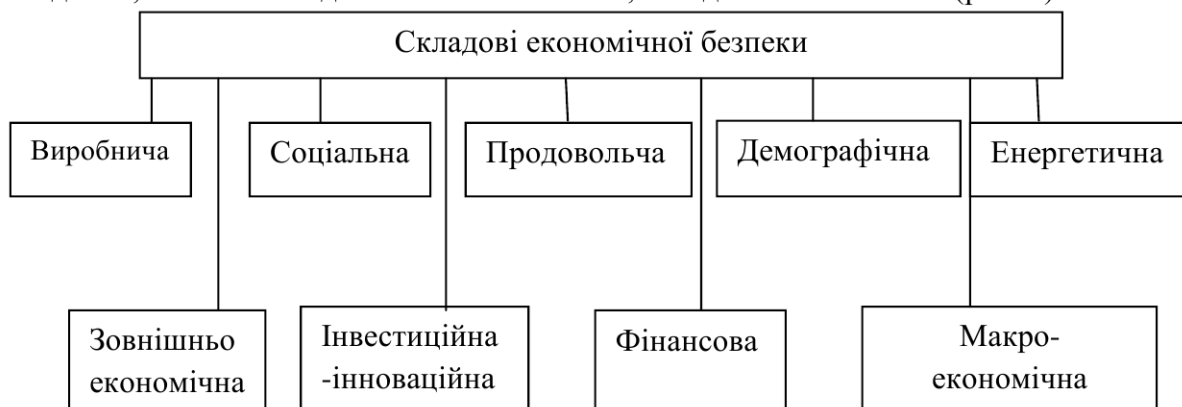 Складові економічної безпеки
Виробнича
Соціальна
Продовольча
Демографічна
Енергетична
Зовнішньо
економічна
Інвестиційна
-інноваційна
Фінансова
Макро-
економічна